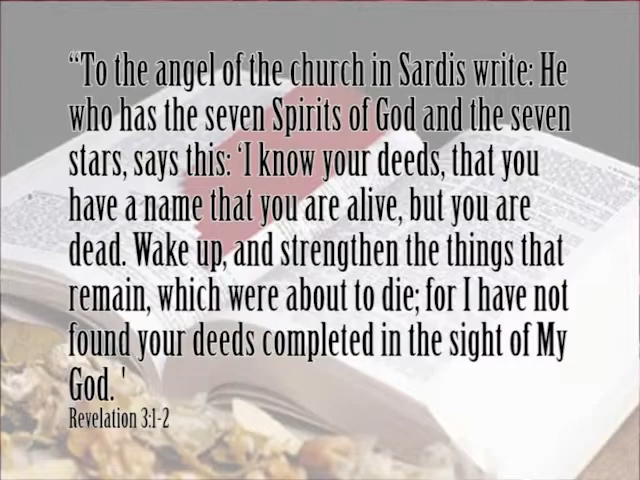 “To the angel of the church in Sardis write: He
who has the seven Spirits of God and the seven
stars, says this: ‘I know your deeds, that you
have a name that you are alive, but you are
dead. Wake up, and strengthen the things that
remain, which were about to die; for I have not
found your deeds completed in the sight of My
God. '
Revelation 3:1-2